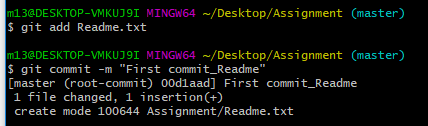 m13@DESKTOP-VMKUJ9I MINGW64 ~/Desktop/Assignment (master)
$ git add Readme.txt
m13@DESKTOP-VMKUJ9I MINGW64 ~/Desktop/Assignment (master)
$ git commit -m "First commit_Readme"
[master (root-commit) 00d1aad] First commit_Readme
1 file changed, 1 insertion(+)
create mode 100644 Assignment/Readme.txt